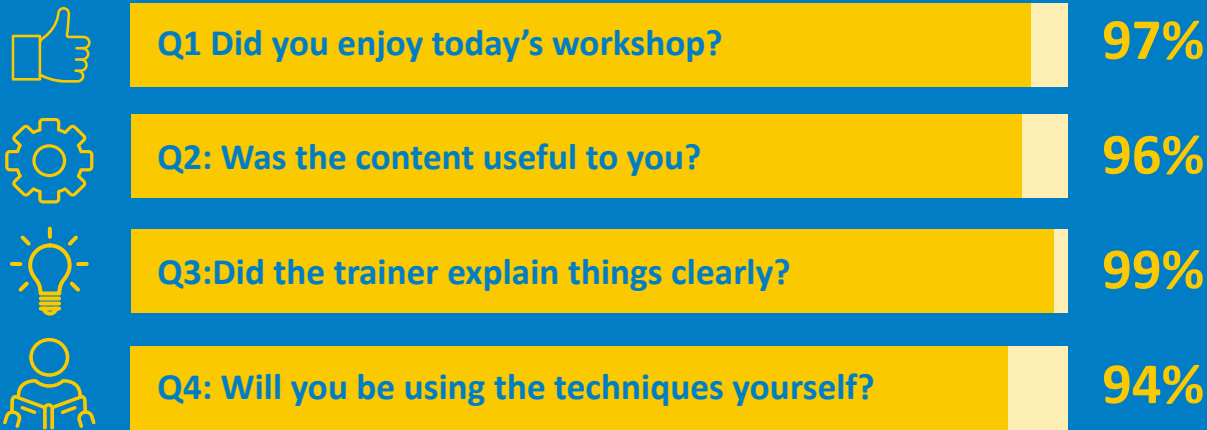 Q1 Did you enjoy today’s workshop? 97%
Q2: Was the content useful to you? 96%
Q3:Did the trainer explain things clearly? 99%
Q4: Will you be using the techniques yourself? 94%